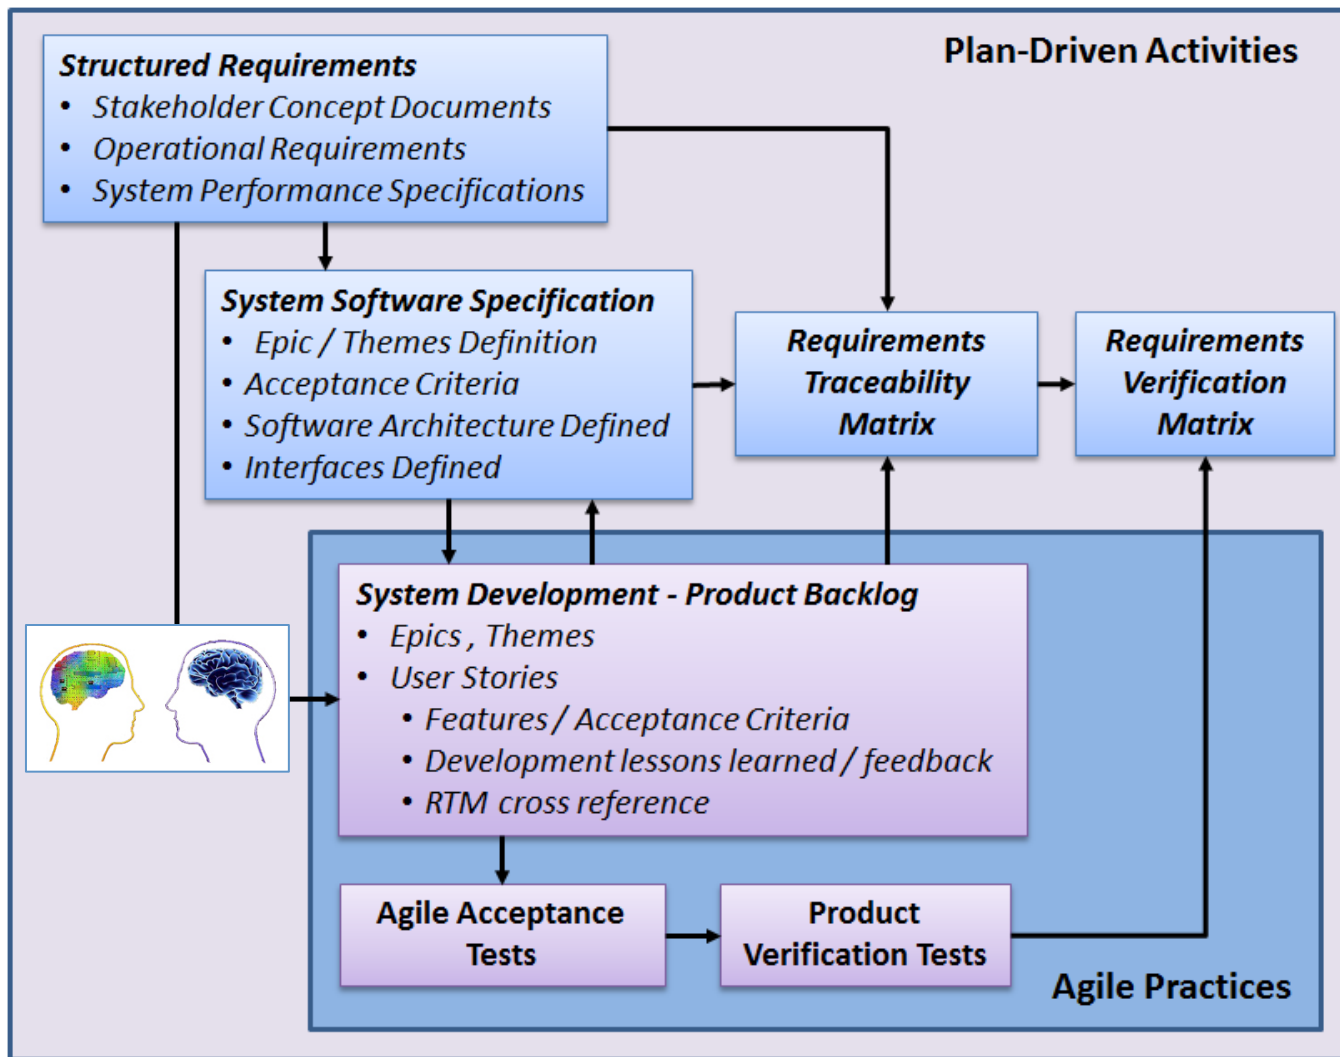 Plan-Driven Activities
Structured Requirements
• Stakeholder Concept Documents
• Operational Requirements
• System Performance Specifications
System Software Specification
• Epic / Themes Definition
• Acceptance Criteria
• Software Architecture Defined
• Interfaces Defined
Requirements
Traceability
Matrix
Requirements
Verification
Matrix
System Development - Product Backlog
• Epics , Themes
• User Stories
• Features / Acceptance Criteria
• Development lessons learned / feedback
• RTM cross reference
Agile Acceptance
Tests
Product
Verification Tests
Agile Practices